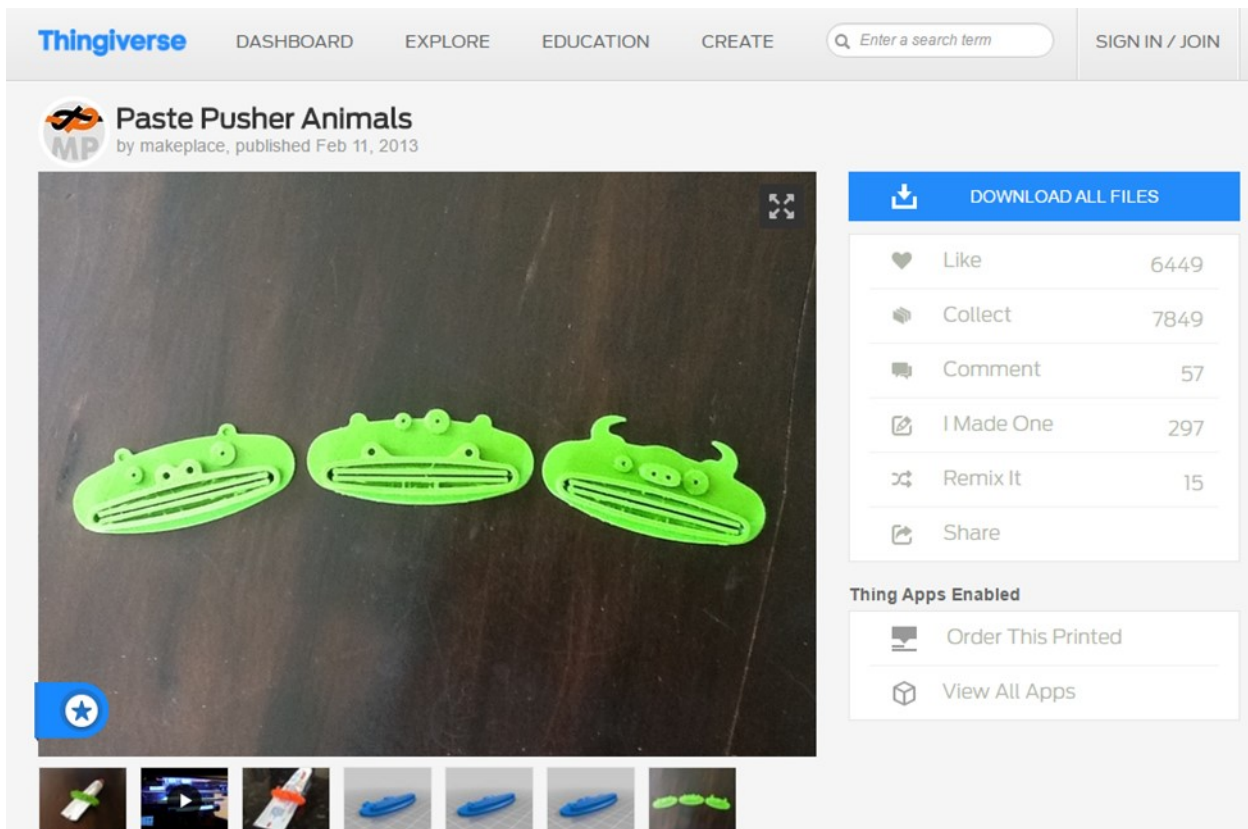 Thingiverse DASHBOARD EXPLORE EDUCATION CREATE Enter a search term SIGN IN / JOIN
MP
Paste Pusher Animals
by makeplace, published Feb 11, 2013
DOWNLOAD ALL FILES
Like 6449
Collect 7849
Comment 57
I Made One 297
Remix It 15
Share
Thing Apps Enabled
Order This Printed
View All Apps